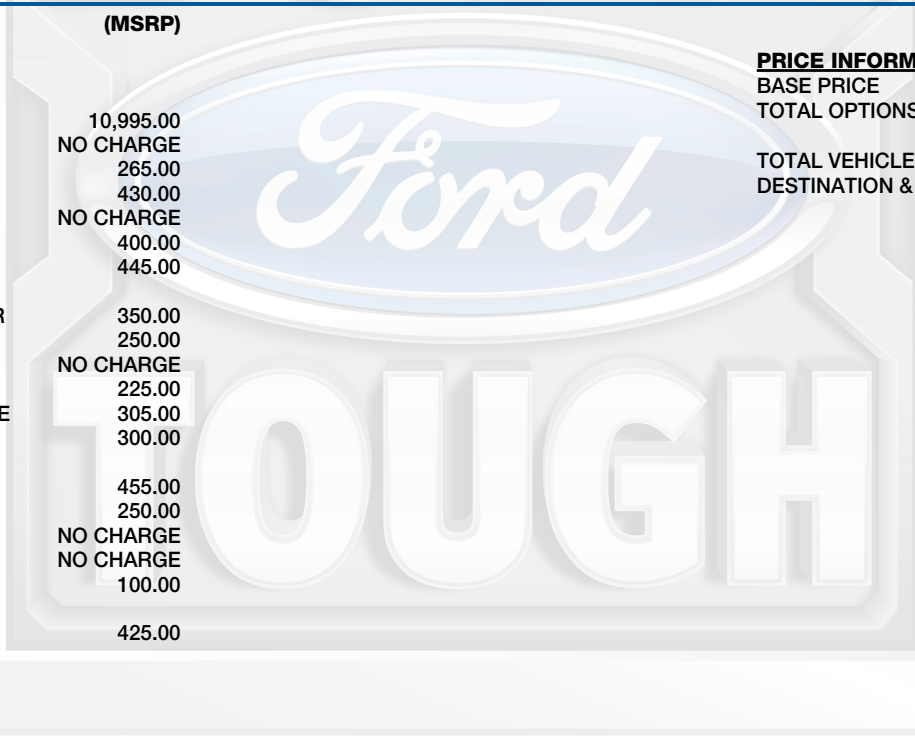 (MSRP)
10,995.00
NO CHARGE
265.00
430.00
NO CHARGE
400.00
445.00
R 350.00
250.00
NO CHARGE
225.00
E 305.00
300.00
455.00
250.00
NO CHARGE
NO CHARGE
100.00
425.00
PRICE INFORM
BASE PRICE
TOTAL OPTIONS
TOTAL VEHICLE
DESTINATION &
Ford
TOUGH